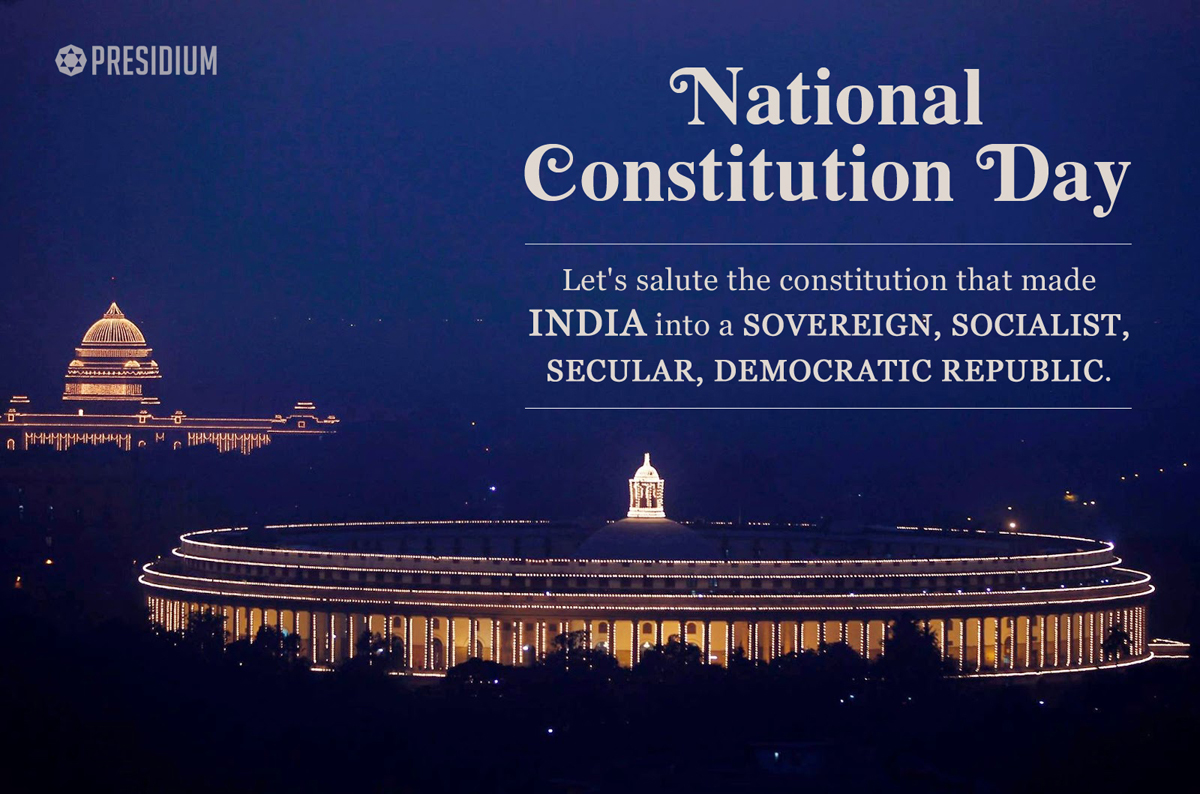 PRESIDIUM
National
Constitution Day
Let's salute the constitution that made
INDIA into a SOVEREIGN, SOCIALIST,
SECULAR, DEMOCRATIC REPUBLIC.